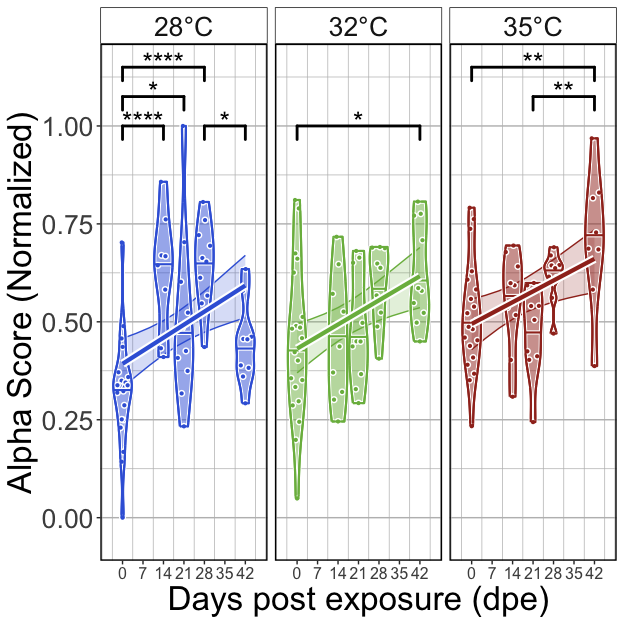 28°C 32°C 35°C
**** **
* **
**** * *
1.00
0.75
0.50
0.25
0.00
Alpha Score (Normalized)
0 7 14 21 28 35 42 0 7 14 21 28 35 42 0 7 14 21 28 35 42
Days post exposure (dpe)